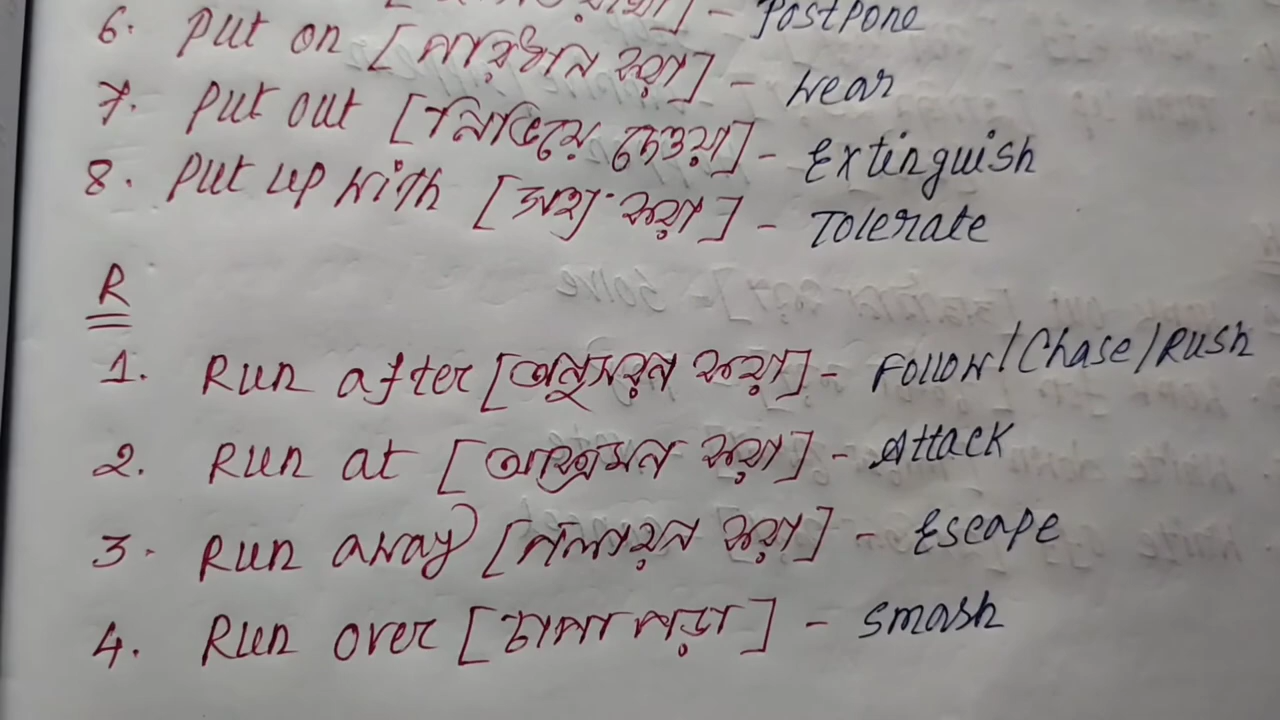 - Postpone
6. Put on [পরিধান করা] - Wear
7. Put out [নিভিয়ে দেওয়া] - Extinguish
8. Put up with [সহ্য করা] - Tolerate
R
1. Run after [অনুসরন করা] - Follow/Chase/Rush
2. Run at [আক্রমন করা] - Attack
3. Run away [পলায়ন করা] - Escape
4. Run over [চাপা পড়া] - Smash